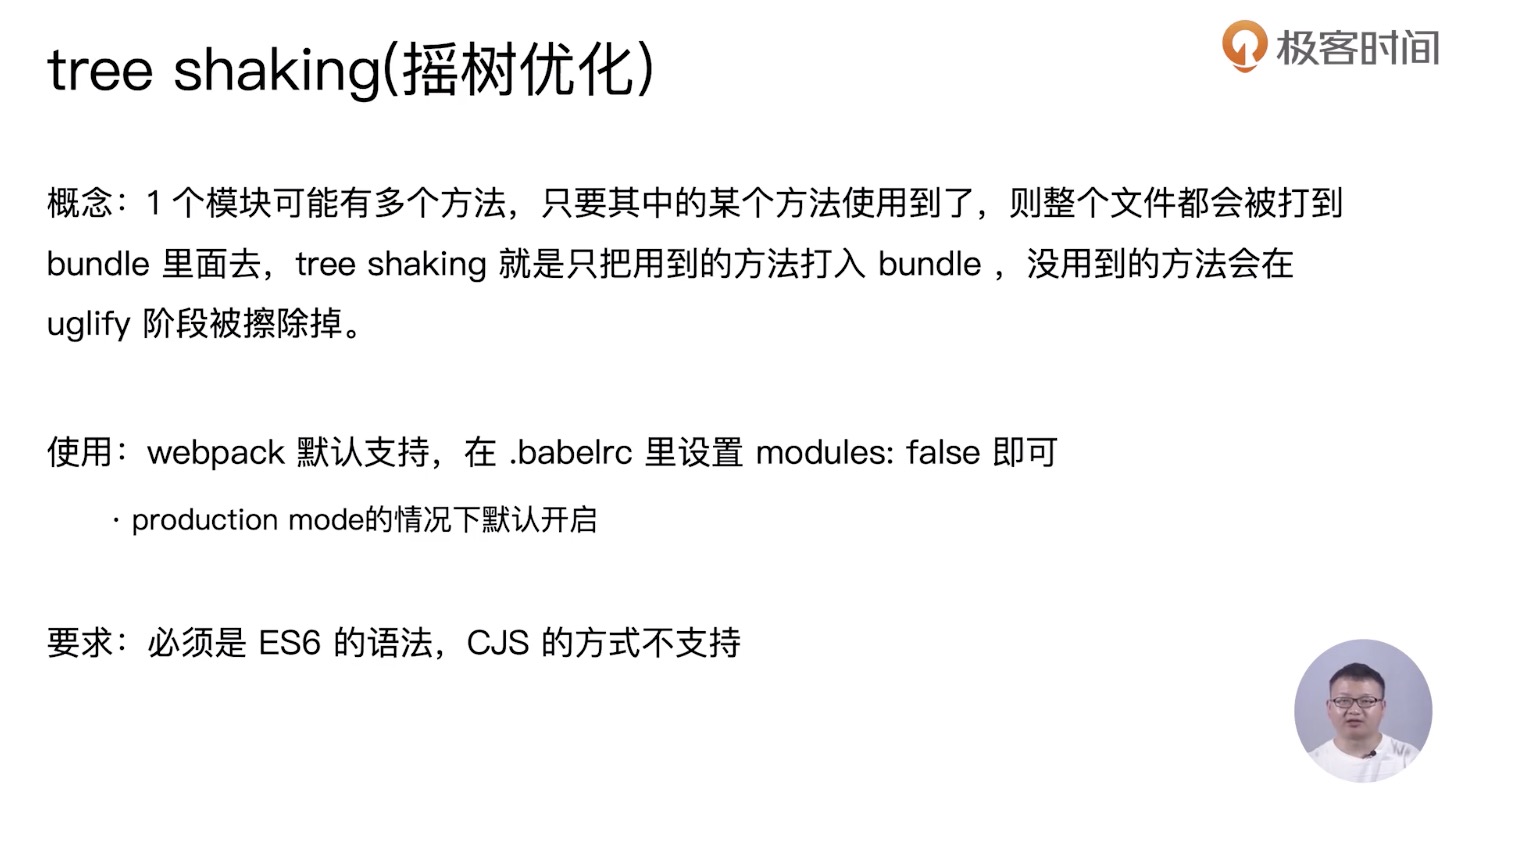 tree shaking(摇树优化)
极客时间
概念：1 个模块可能有多个方法，只要其中的某个方法使用到了，则整个文件都会被打到
bundle 里面去，tree shaking 就是只把用到的方法打入 bundle ，没用到的方法会在
uglify 阶段被擦除掉。
使用：webpack 默认支持，在 .babelrc 里设置 modules: false 即可
· production mode的情况下默认开启
要求：必须是 ES6 的语法，CJS 的方式不支持